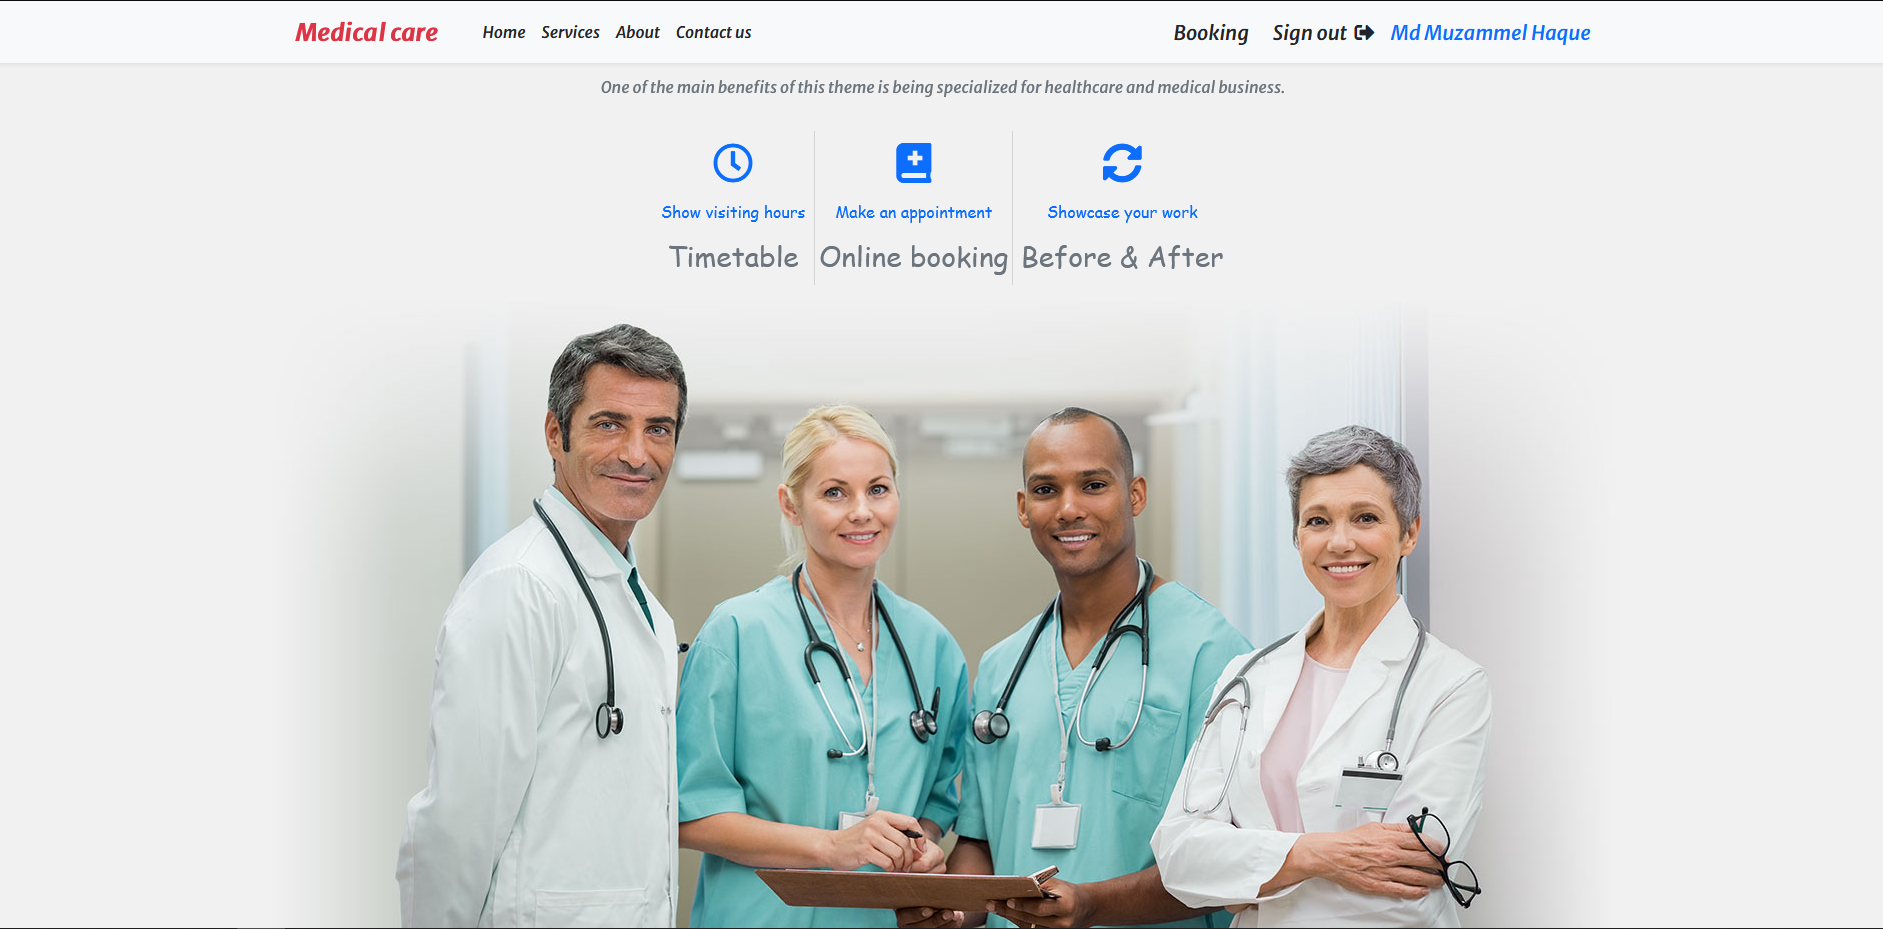 Medical care Home Services About Contact us Booking Sign out Md Muzammel Haque
One of the main benefits of this theme is being specialized for healthcare and medical business.
Show visiting hours Make an appointment Showcase your work
Timetable Online booking Before & After